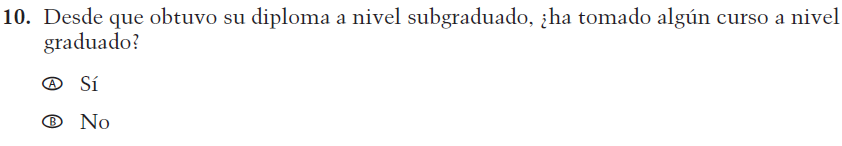 10. Desde que obtuvo su diploma a nivel subgraduado, ¿ha tomado algún curso a nivel
graduado?
A Sí
B No